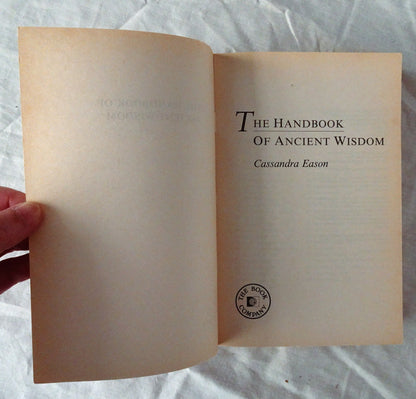 THE HANDBOOK
OF ANCIENT WISDOM
Cassandra Eason
THE BOOK
COMPANY